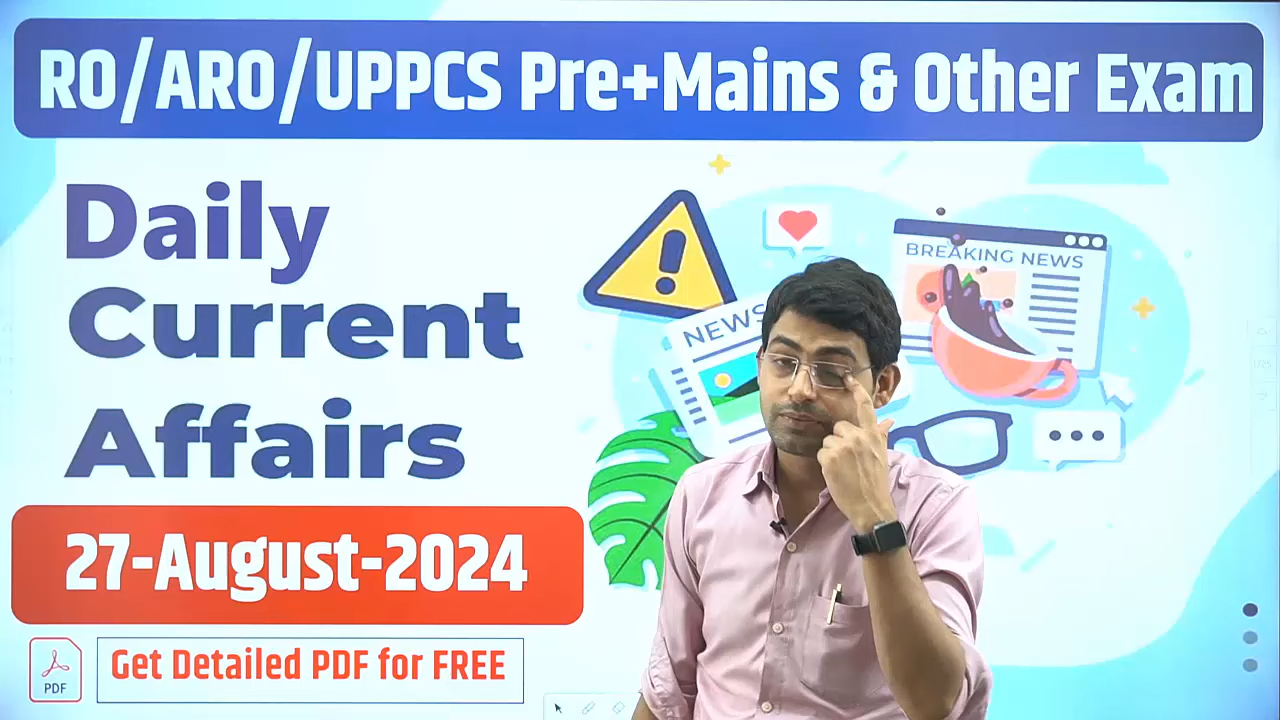 RO/ARO/UPPCS Pre+Mains & Other Exam
Daily
Current
Affairs
BREAKING NEWS
NEWS
27-August-2024
Get Detailed PDF for FREE
PDF